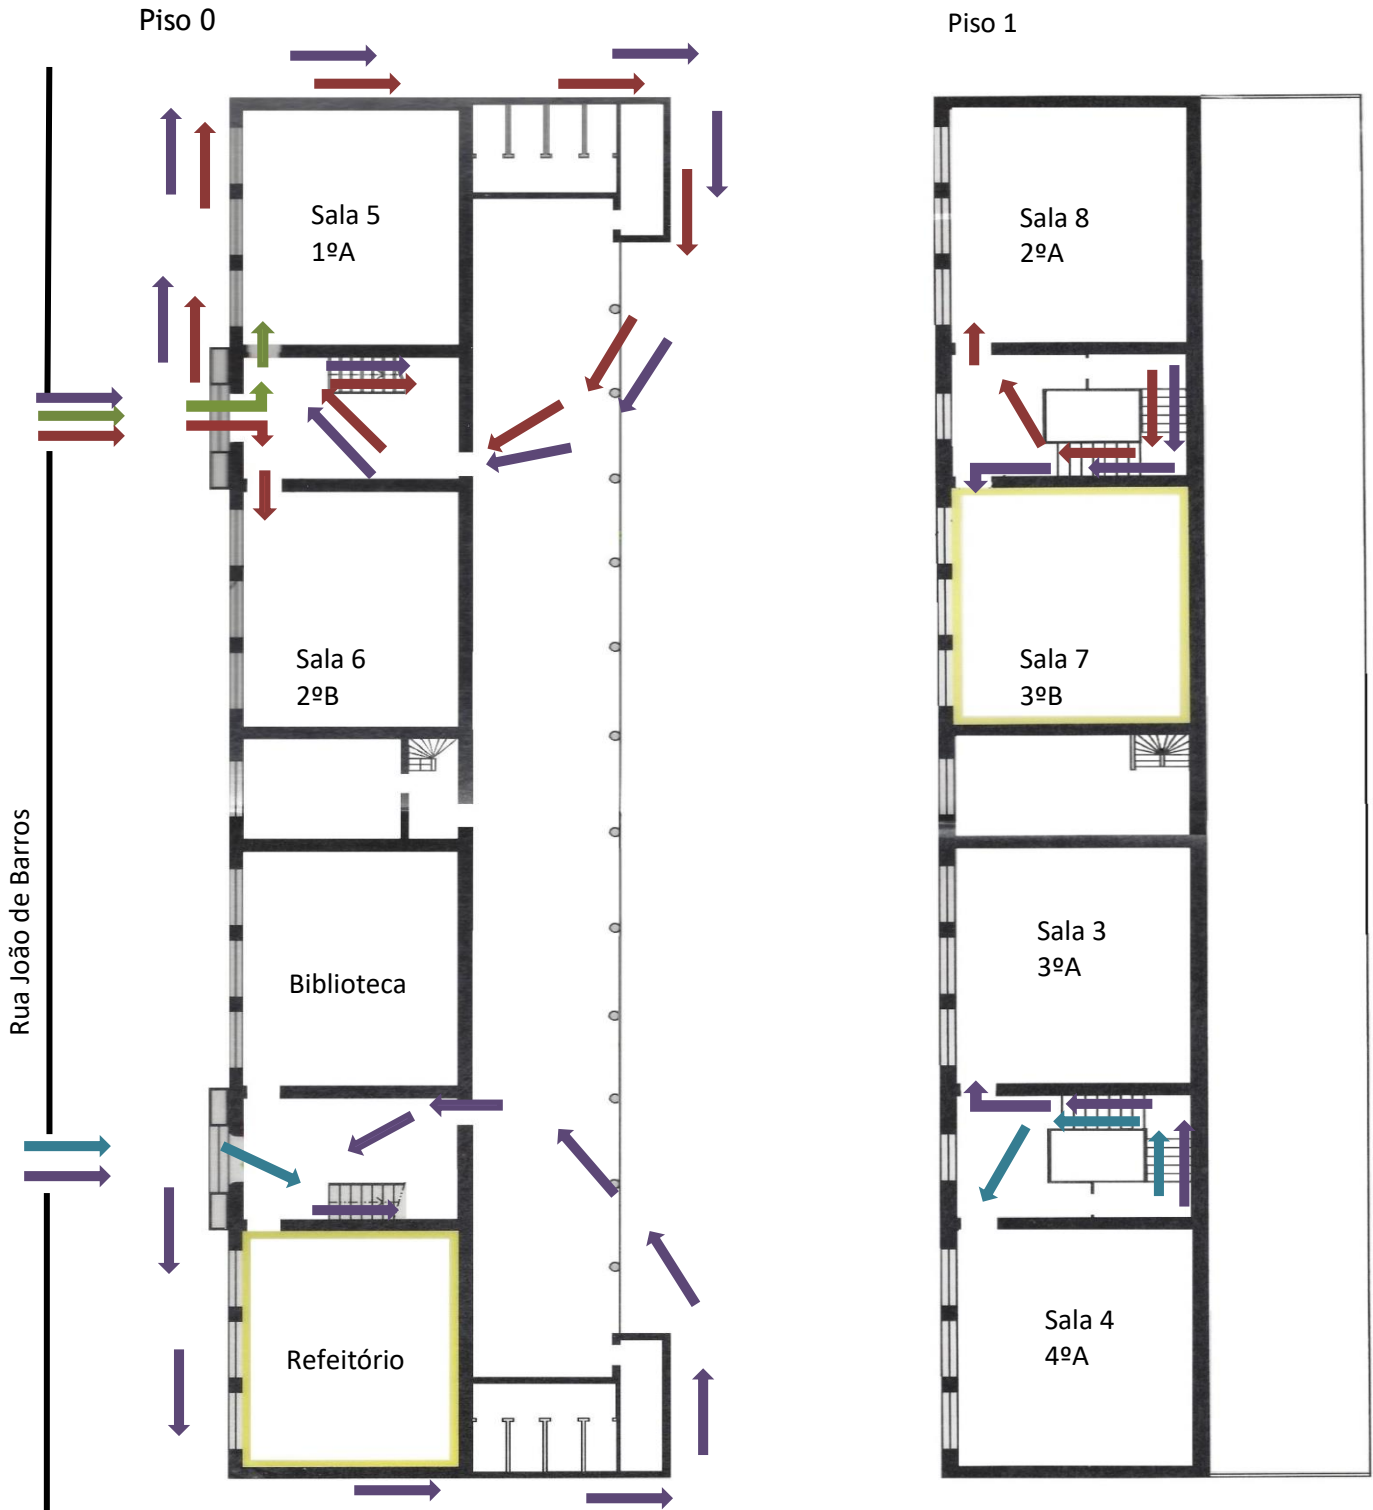 Piso 0
Piso 1
Sala 5
1ºA
Sala 8
2ºA
Sala 6
2ºB
Sala 7
3ºB
Rua João de Barros
Biblioteca
Sala 3
3ºA
Refeitório
Sala 4
4ºA